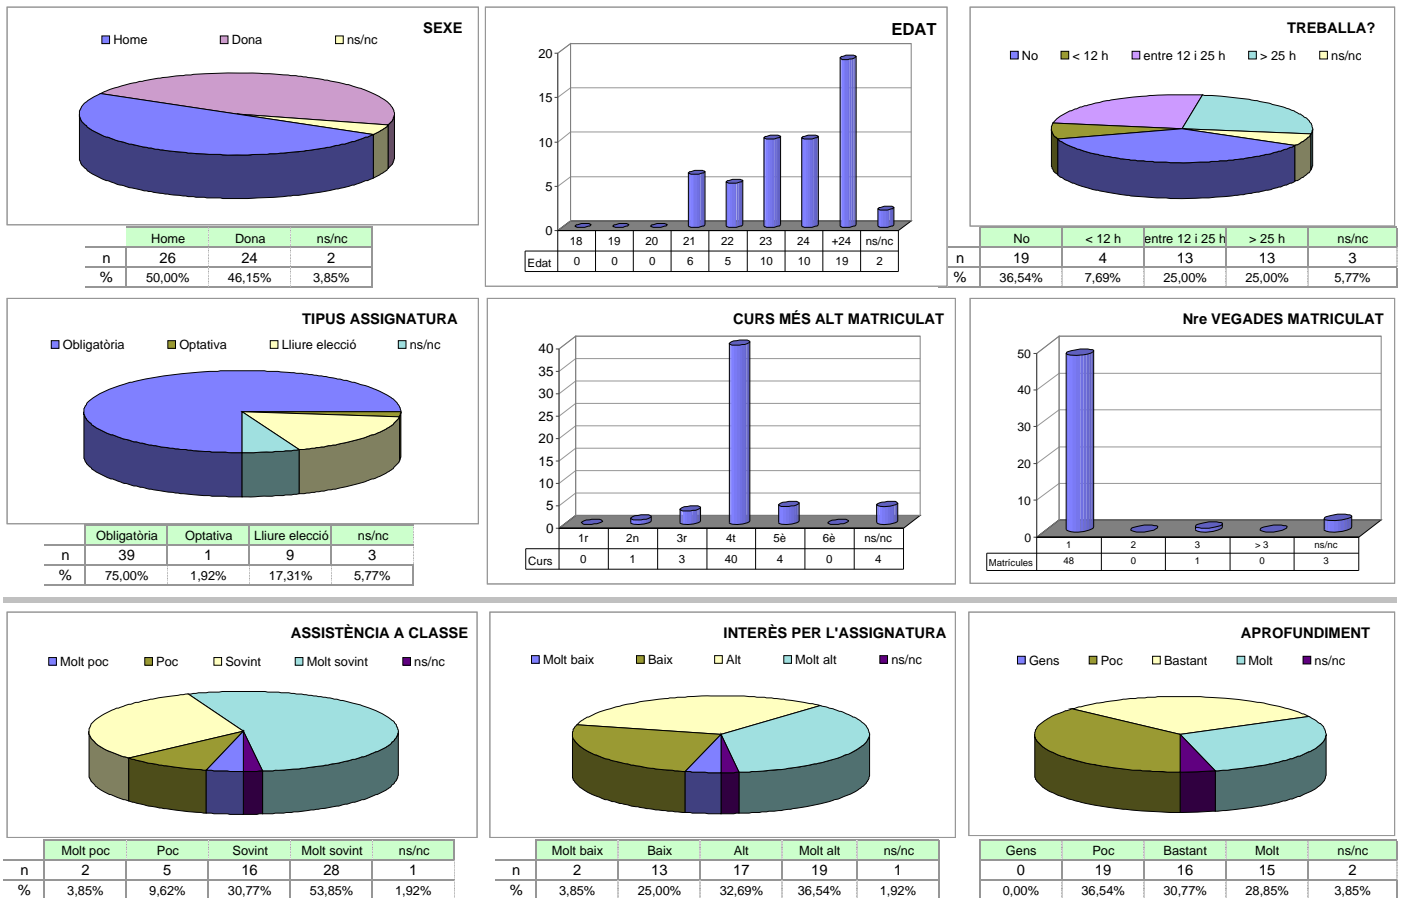 SEXE
Home Dona ns/nc
Home Dona ns/nc
n 26 24 2
% 50,00% 46,15% 3,85%
EDAT
20
15
10
5
0
18 19 20 21 22 23 24 +24 ns/nc
Edat 0 0 0 6 5 10 10 19 2
TREBALLA?
No < 12 h entre 12 i 25 h > 25 h ns/nc
No < 12 h entre 12 i 25 h > 25 h ns/nc
n 19 4 13 13 3
% 36,54% 7,69% 25,00% 25,00% 5,77%
TIPUS ASSIGNATURA
Obligatòria Optativa Lliure elecció ns/nc
Obligatòria Optativa Lliure elecció ns/nc
n 39 1 9 3
% 75,00% 1,92% 17,31% 5,77%
CURS MÉS ALT MATRICULAT
40
35
30
25
20
15
10
5
0
1r 2n 3r 4t 5è 6è ns/nc
Curs 0 1 3 40 4 0 4
Nre VEGADES MATRICULAT
50
40
30
20
10
0
1 2 3 > 3 ns/nc
Matrícules 48 0 1 0 3
ASSISTÈNCIA A CLASSE
Molt poc Poc Sovint Molt sovint ns/nc
Molt poc Poc Sovint Molt sovint ns/nc
n 2 5 16 28 1
% 3,85% 9,62% 30,77% 53,85% 1,92%
INTERÈS PER L'ASSIGNATURA
Molt baix Baix Alt Molt alt ns/nc
Molt baix Baix Alt Molt alt ns/nc
n 2 13 17 19 1
% 3,85% 25,00% 32,69% 36,54% 1,92%
APROFUNDIMENT
Gens Poc Bastant Molt ns/nc
Gens Poc Bastant Molt ns/nc
0 19 16 15 2
0,00% 36,54% 30,77% 28,85% 3,85%